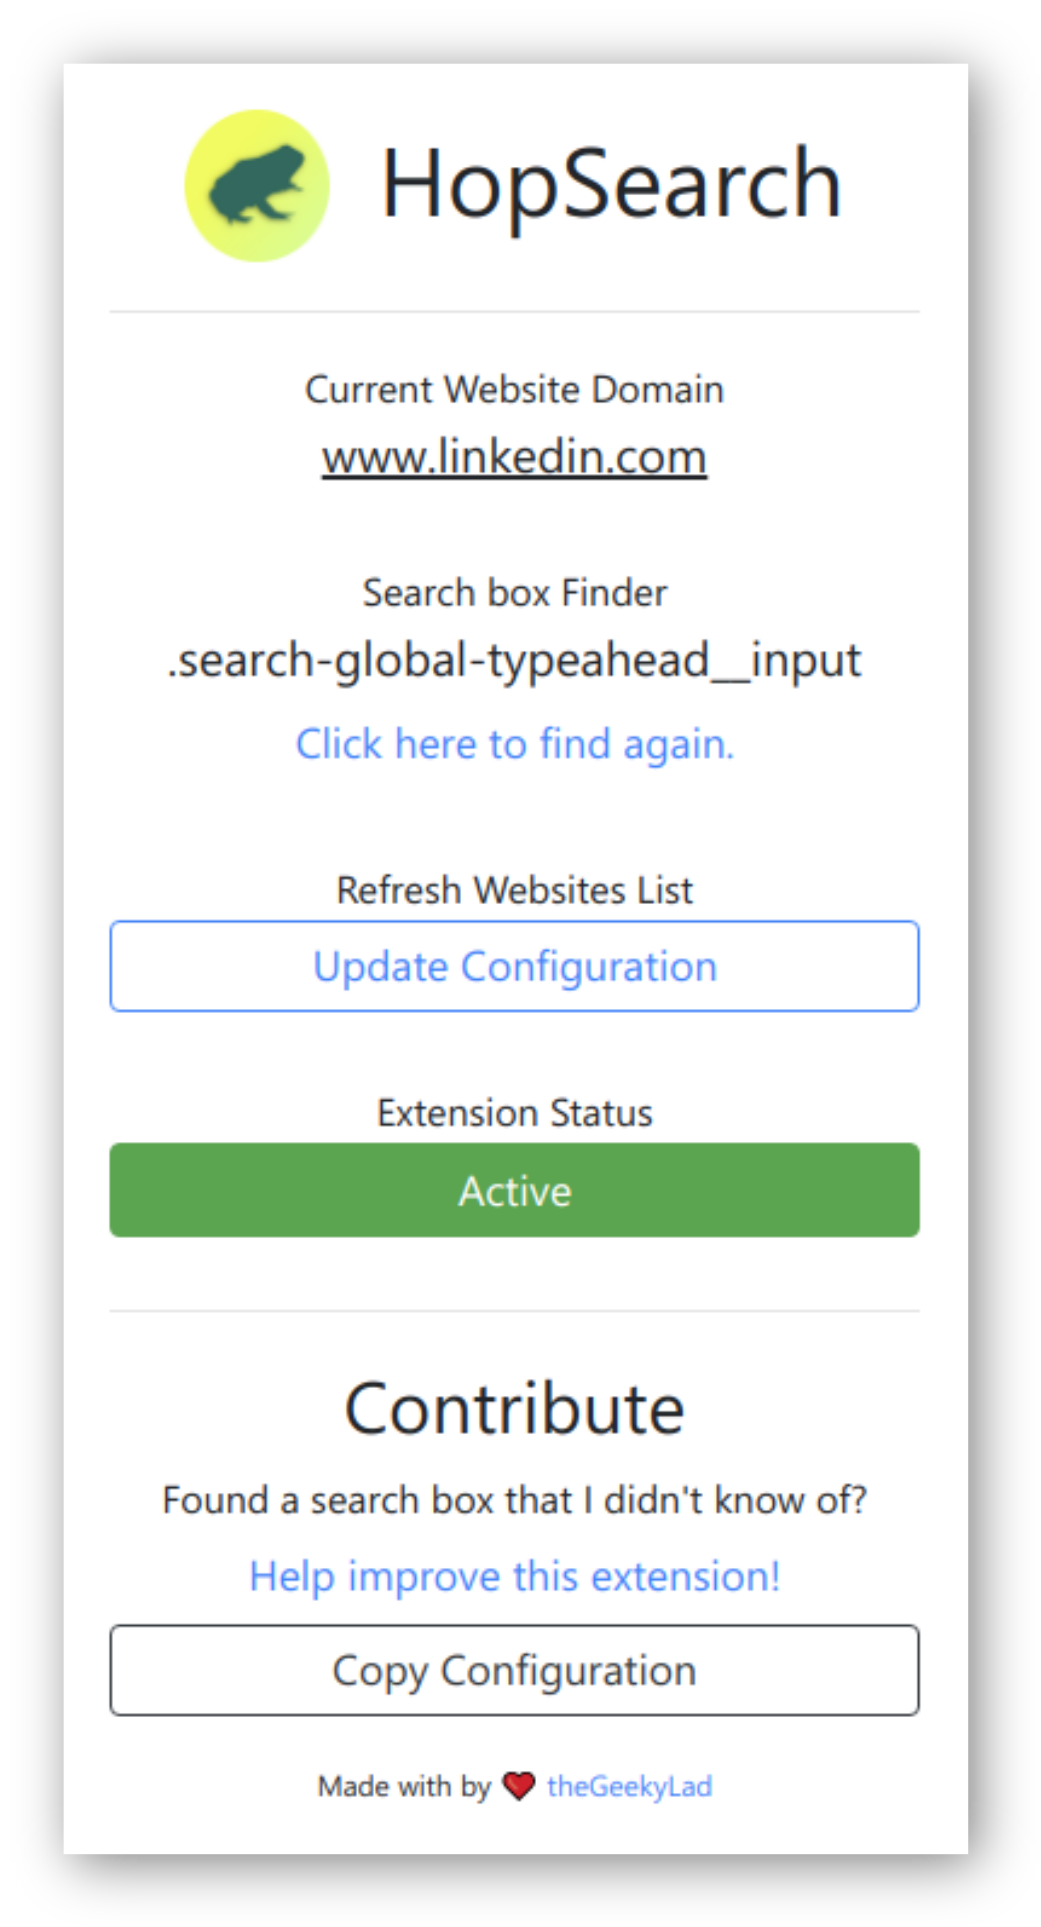 HopSearch
Current Website Domain
www.linkedin.com
Search box Finder
.search-global-typeahead__input
Click here to find again.
Refresh Websites List
Update Configuration
Extension Status
Active
Contribute
Found a search box that I didn't know of?
Help improve this extension!
Copy Configuration
Made with by ❤️ theGeekyLad